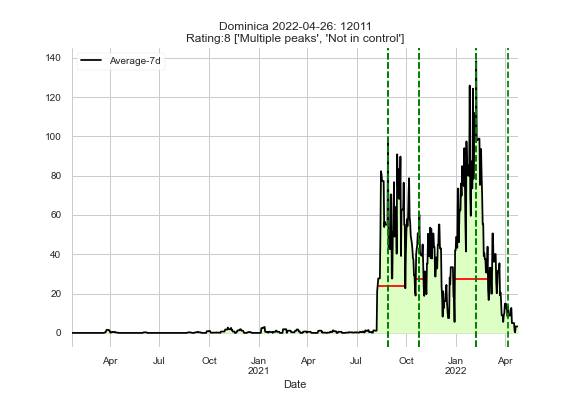 Dominica 2022-04-26: 12011
Rating:8 ['Multiple peaks', 'Not in control']
Average-7d
140
120
100
80
60
40
20
0
Apr
Jul
Oct
Jan
2021
Apr
Jul
Oct
Jan
2022
Apr
Date